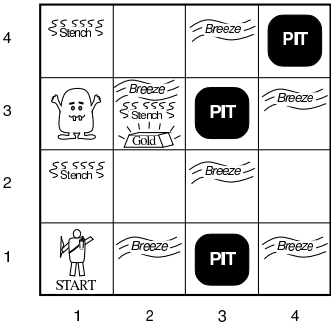 4
Stench
Breeze
PIT
3
Breeze
Stench
Gold
PIT
Breeze
2
Stench
Breeze
1
START
Breeze
PIT
Breeze
1 2 3 4